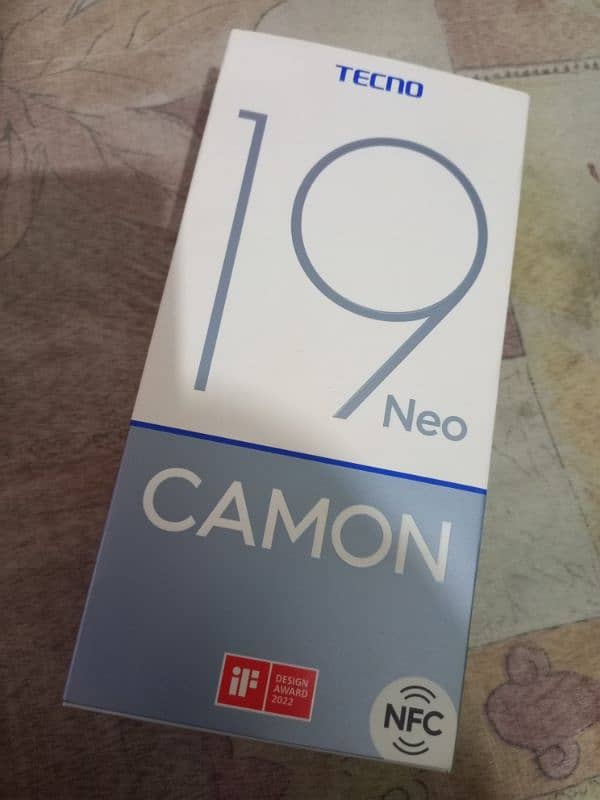 TECNO
19
Neo
CAMON
iF
DESIGN
AWARD
2022
NFC